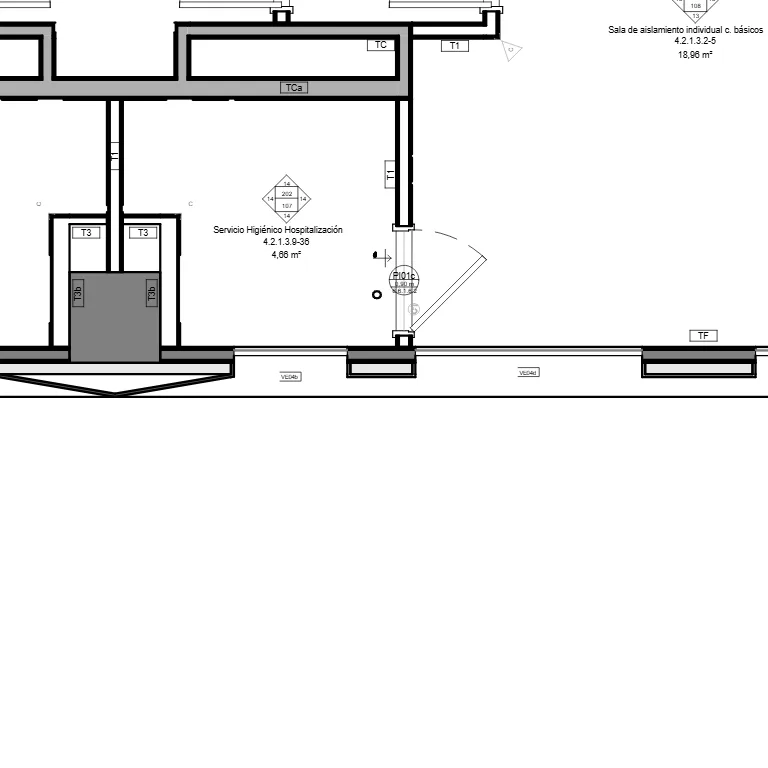 108
13
Sala de aislamiento individual c. básicos
4.2.1.3.2-5
18,96 m²
TC
T1
C
TCa
T1
T1
14
202
14
14
107
14
C
C
Servicio Higiénico Hospitalización
4.2.1.3.9-36
4,66 m²
T3
T3
T3b
T3b
PI01c
0.90 m
TF
VE04b
VE04d